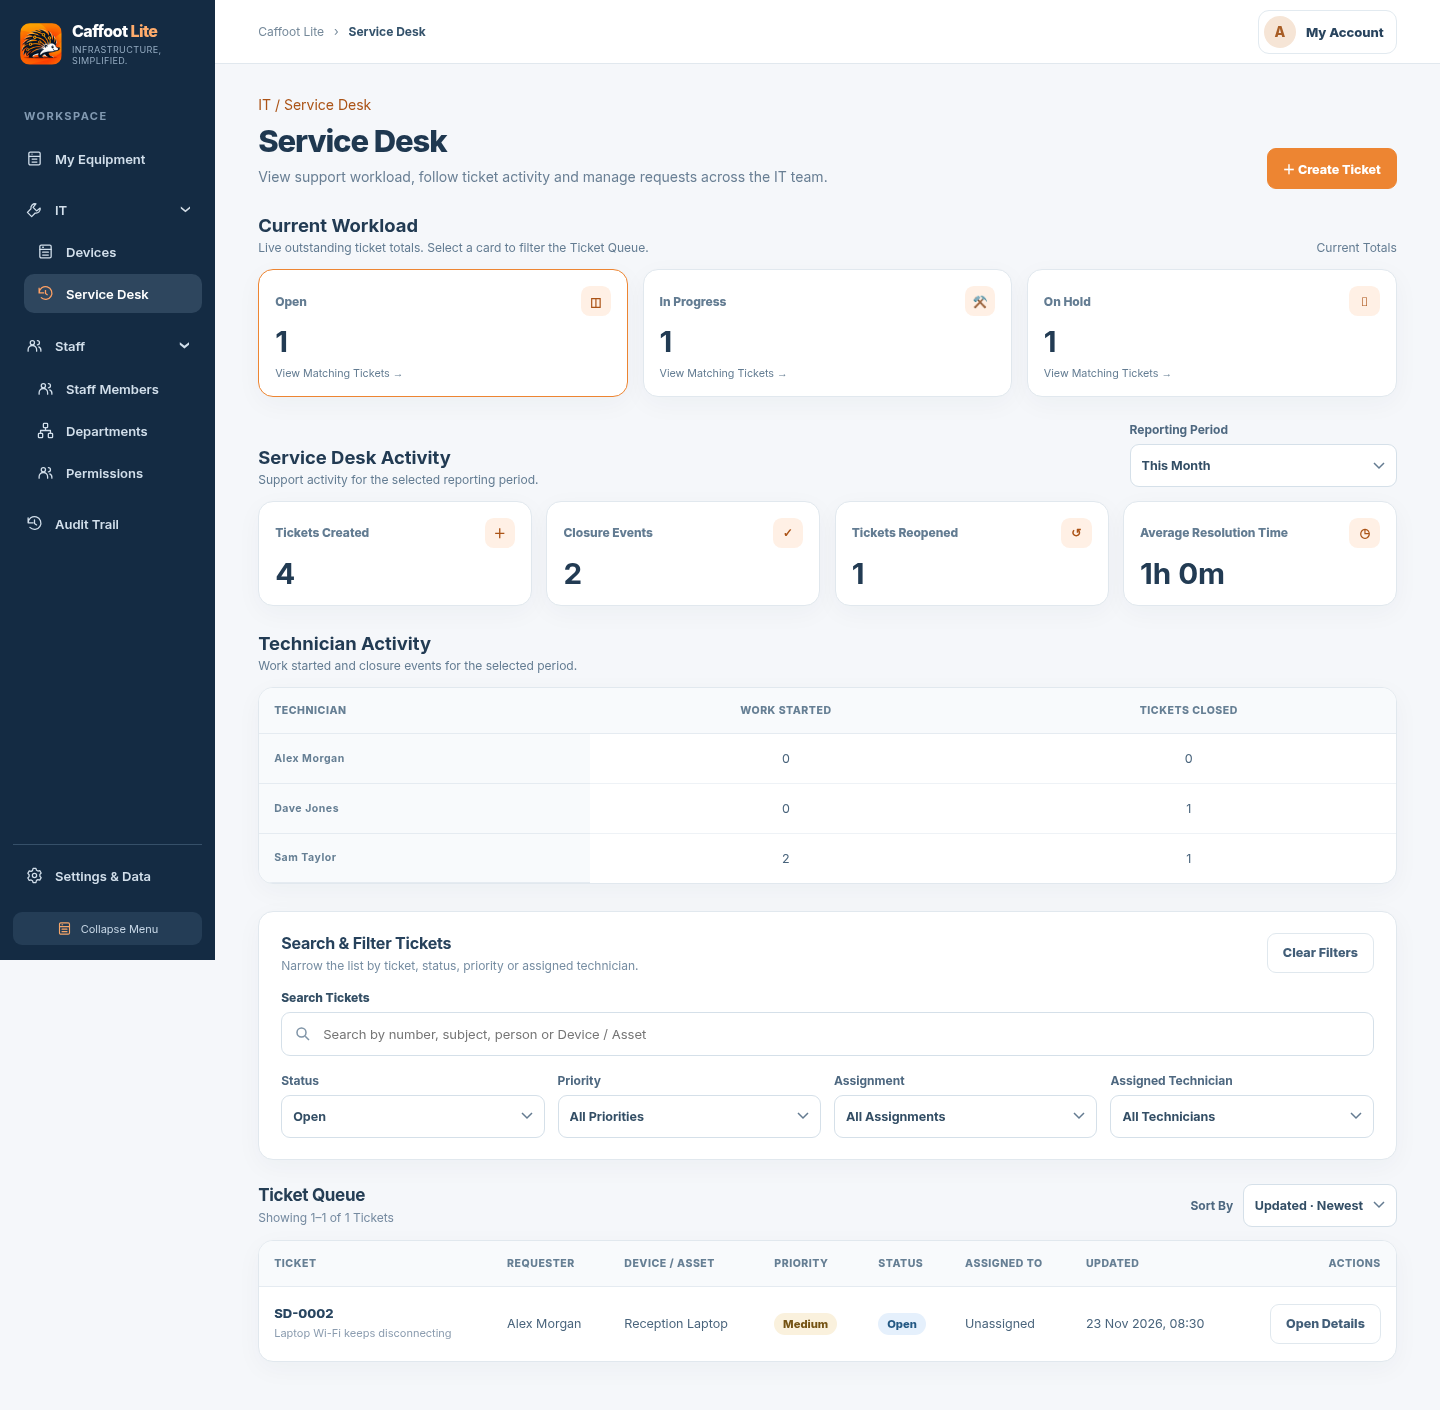 Caffoot Lite
INFRASTRUCTURE,
SIMPLIFIED.
WORKSPACE
My Equipment
IT
Devices
Service Desk
Staff
Staff Members
Departments
Permissions
Audit Trail
Settings & Data
Collapse Menu
Caffoot Lite › Service Desk
A My Account
IT / Service Desk
Service Desk
View support workload, follow ticket activity and manage requests across the IT team.
+ Create Ticket
Current Workload
Live outstanding ticket totals. Select a card to filter the Ticket Queue.
Current Totals
Open
1
View Matching Tickets →
In Progress
1
View Matching Tickets →
On Hold
1
View Matching Tickets →
Service Desk Activity
Support activity for the selected reporting period.
Reporting Period
This Month
Tickets Created
4
Closure Events
2
Tickets Reopened
1
Average Resolution Time
1h 0m
Technician Activity
Work started and closure events for the selected period.
TECHNICIAN WORK STARTED TICKETS CLOSED
Alex Morgan 0 0
Dave Jones 0 1
Sam Taylor 2 1
Search & Filter Tickets
Narrow the list by ticket, status, priority or assigned technician.
Clear Filters
Search Tickets
Search by number, subject, person or Device / Asset
Status Priority Assignment Assigned Technician
Open All Priorities All Assignments All Technicians
Ticket Queue
Showing 1–1 of 1 Tickets
Sort By Updated · Newest
TICKET REQUESTER DEVICE / ASSET PRIORITY STATUS ASSIGNED TO UPDATED ACTIONS
SD-0002
Laptop Wi-Fi keeps disconnecting
Alex Morgan Reception Laptop Medium Open Unassigned 23 Nov 2026, 08:30 Open Details